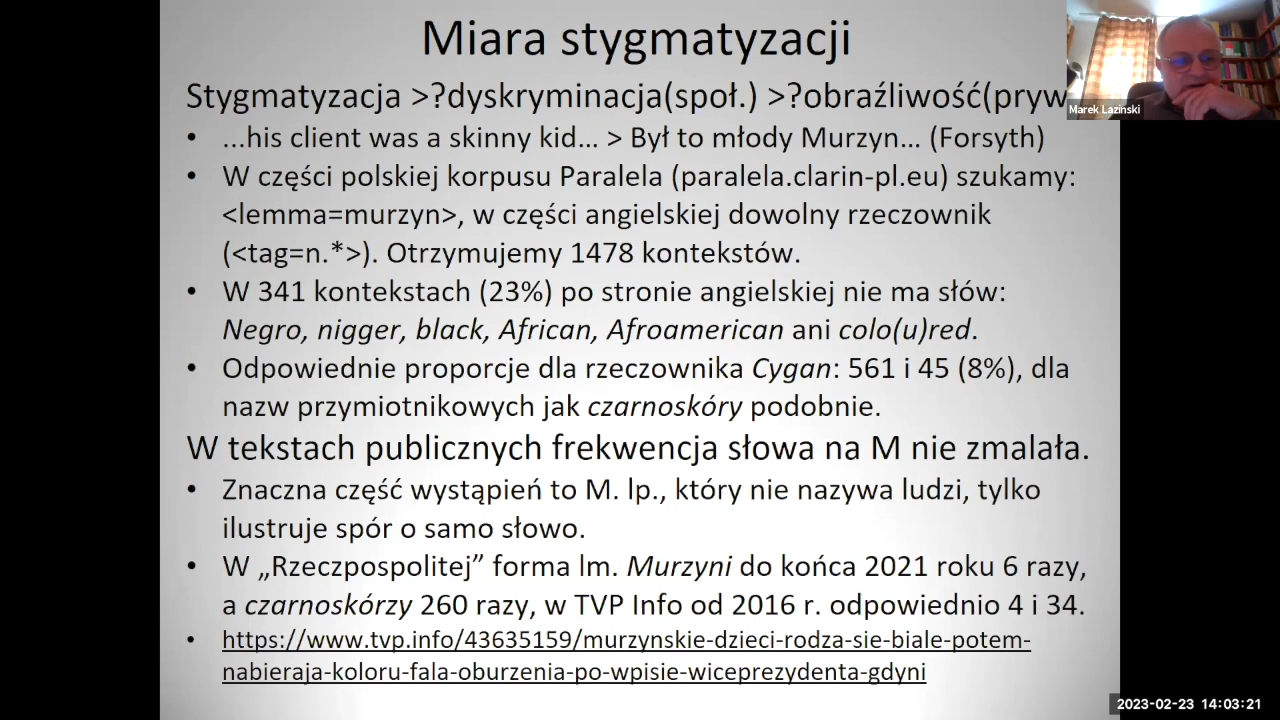 Miara stygmatyzacji
Stygmatyzacja >?dyskryminacja(społ.) >?obraźliwość(pryw
Marek Lazinski
• ...his client was a skinny kid... > Był to młody Murzyn... (Forsyth)
• W części polskiej korpusu Paralela (paralela.clarin-pl.eu) szukamy:
<lemma=murzyn>, w części angielskiej dowolny rzeczownik
(<tag=n.*>). Otrzymujemy 1478 kontekstów.
• W 341 kontekstach (23%) po stronie angielskiej nie ma słów:
Negro, nigger, black, African, Afroamerican ani colo(u)red.
• Odpowiednie proporcje dla rzeczownika Cygan: 561 i 45 (8%), dla
nazw przymiotnikowych jak czarnoskóry podobnie.
W tekstach publicznych frekwencja słowa na M nie zmalała.
• Znaczna część wystąpień to M. lp., który nie nazywa ludzi, tylko
ilustruje spór o samo słowo.
• W „Rzeczpospolitej” forma lm. Murzyni do końca 2021 roku 6 razy,
a czarnoskórzy 260 razy, w TVP Info od 2016 r. odpowiednio 4 i 34.
• https://www.tvp.info/43635159/murzynskie-dzieci-rodza-sie-biale-potem-
nabieraja-koloru-fala-oburzenia-po-wpisie-wiceprezydenta-gdyni
2023-02-23 14:03:21